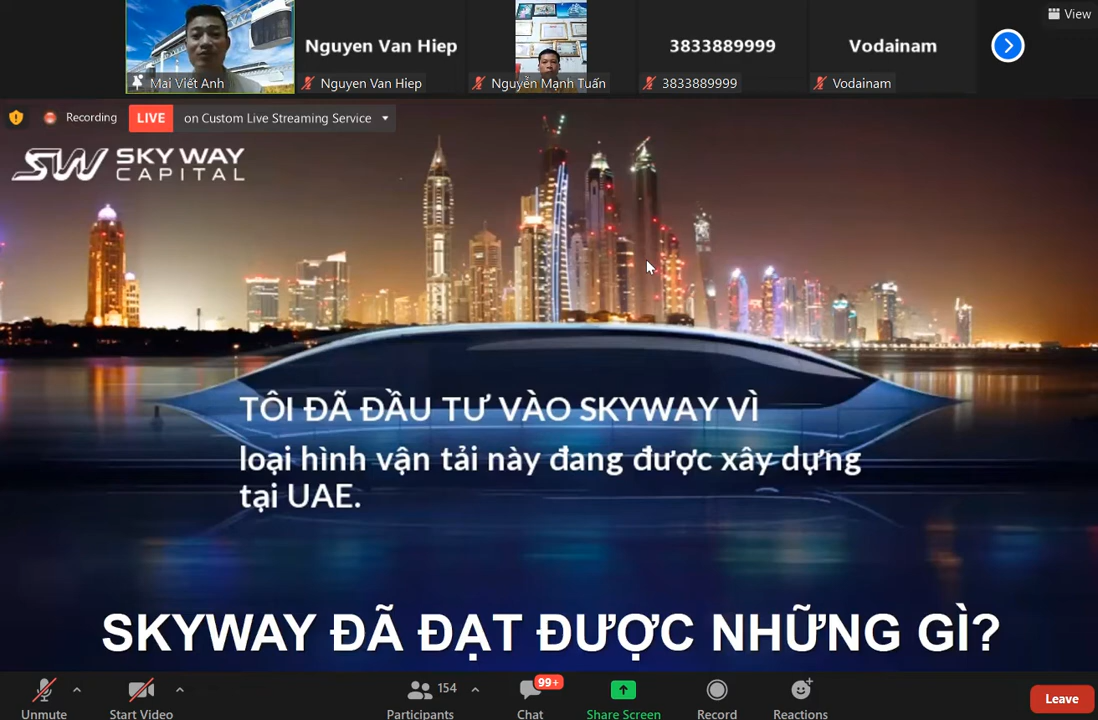 Nguyen Van Hiep
3833889999
Vodainam
View
Mai Viết Anh
Nguyen Van Hiep
Nguyễn Mạnh Tuấn
3833889999
Vodainam
Recording
LIVE
on Custom Live Streaming Service
SW SKY WAY
CAPITAL
TÔI ĐÃ ĐẦU TƯ VÀO SKYWAY VÌ
loại hình vận tải này đang được xây dựng
tại UAE.
SKYWAY ĐÃ ĐẠT ĐƯỢC NHỮNG GÌ?
154
99+
Unmute
Start Video
Participants
Chat
Share Screen
Record
Reactions
Leave